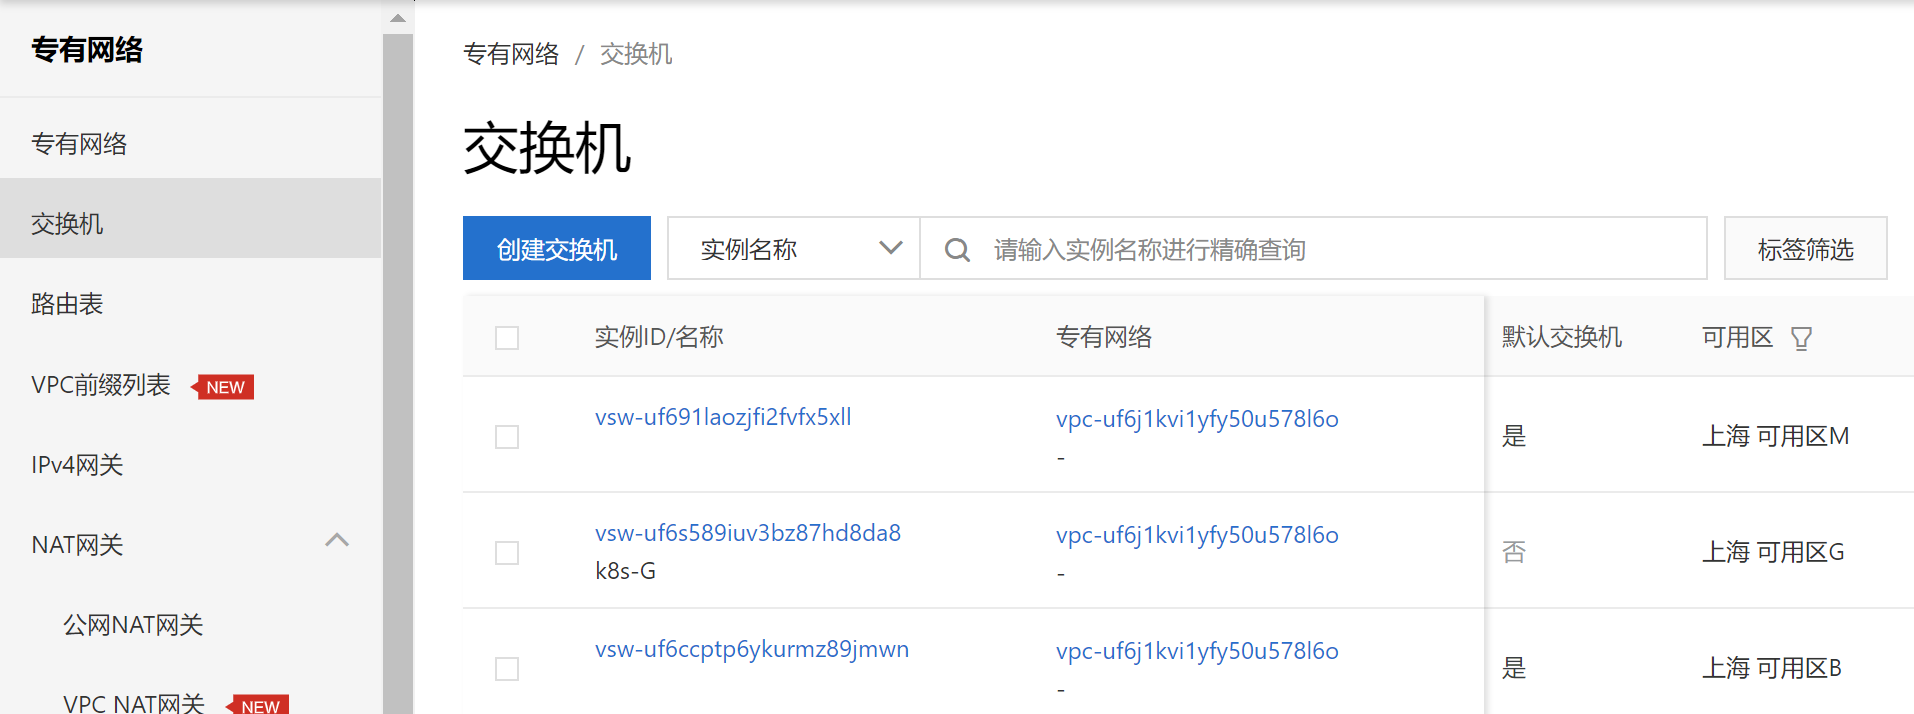 专有网络
专有网络
交换机
路由表
VPC前缀列表 NEW
IPv4网关
NAT网关
公网NAT网关
VPC NAT网关 NEW
专有网络 / 交换机
交换机
创建交换机 实例名称 请输入实例名称进行精确查询 标签筛选
实例ID/名称 专有网络 默认交换机 可用区
vsw-uf691laozjfi2fvfx5xll vpc-uf6j1kvi1yfy50u578l6o 是 上海 可用区M
-
vsw-uf6s589iuv3bz87hd8da8 vpc-uf6j1kvi1yfy50u578l6o 否 上海 可用区G
k8s-G -
vsw-uf6ccptp6ykurmz89jmwn vpc-uf6j1kvi1yfy50u578l6o 是 上海 可用区B
-